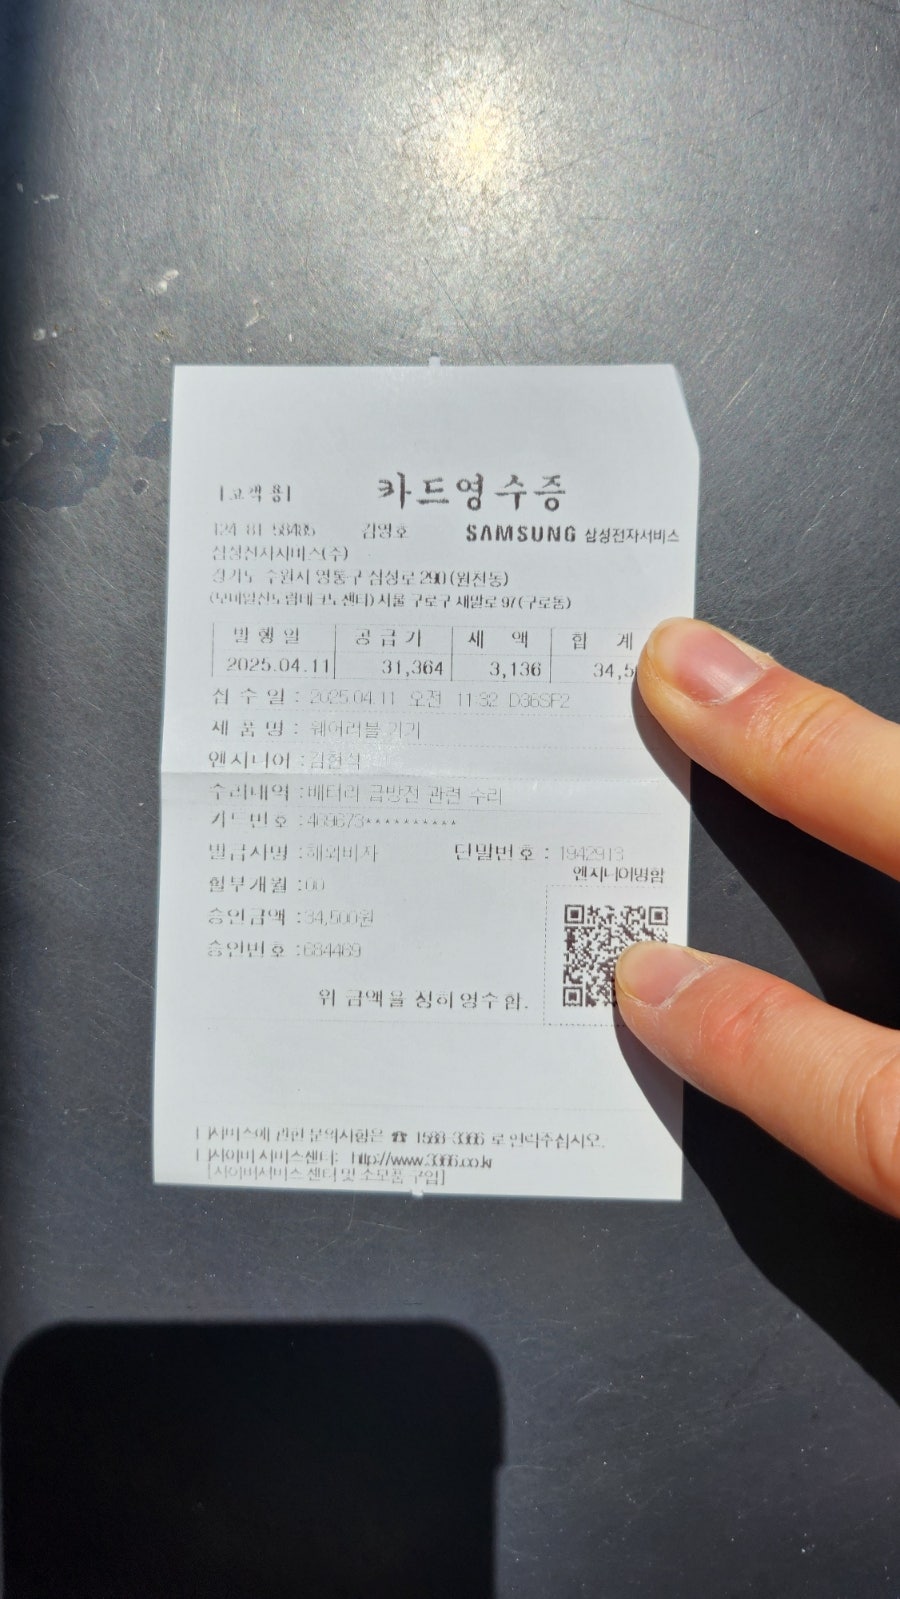 [고객용] 카드영수증
124 81 58485 김영호 SAMSUNG 삼성전자서비스
삼성전자서비스(주)
경기도 수원시 영통구 삼성로 290 (원천동)
서울 구로구 새말로 97 (구로동)
발행일 공급가 세 액 합 계
2025.04.11 31,364 3,136 34,5
접 수 일 : 2025.04.11 오전 11:32 D36SF2
제 품 명 : 웨어러블 기기
엔지니어 : 김현석
수리내역 : 배터리 급방전 관련 수리
카드번호 : 469673**********
발급사명 : 해외비자 단말번호 : 1942913
엔지니어명함
할부개월 : 00
승인금액 : 34,500원
승인번호 : 684469
위 금액을 정히 영수함.
서비스에 관한 문의사항은 ☎ 1588-3366 로 연락주십시오.
사이버 서비스센터: http://www.3366.co.kr
[사이버서비스 센터 및 소모품 구입]